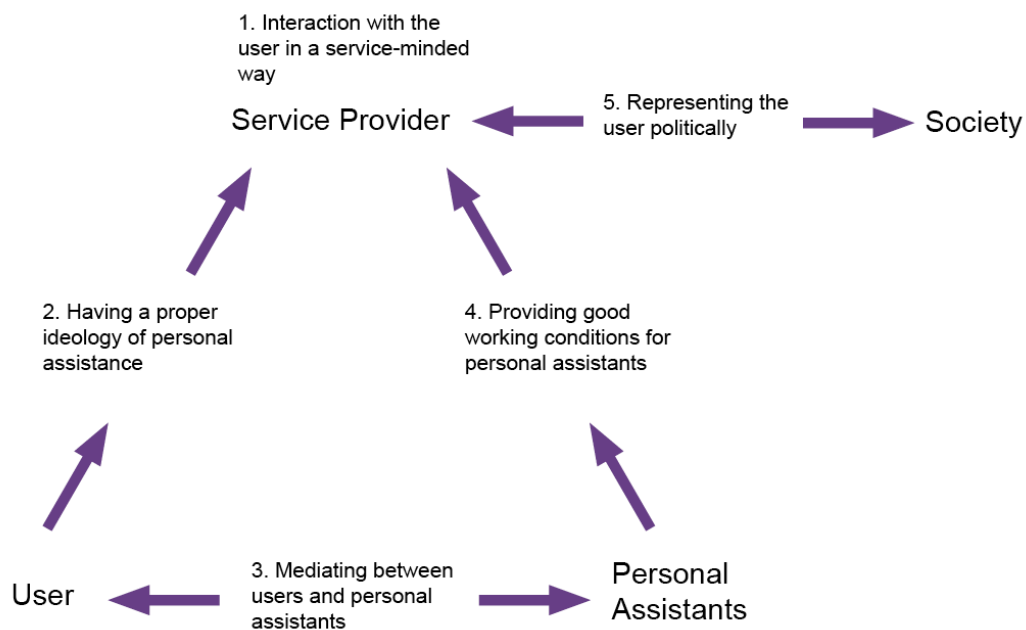 1. Interaction with the
user in a service-minded
way
Service Provider
5. Representing the
user politically
Society
2. Having a proper
ideology of personal
assistance
4. Providing good
working conditions for
personal assistants
User
3. Mediating between
users and personal
assistants
Personal
Assistants